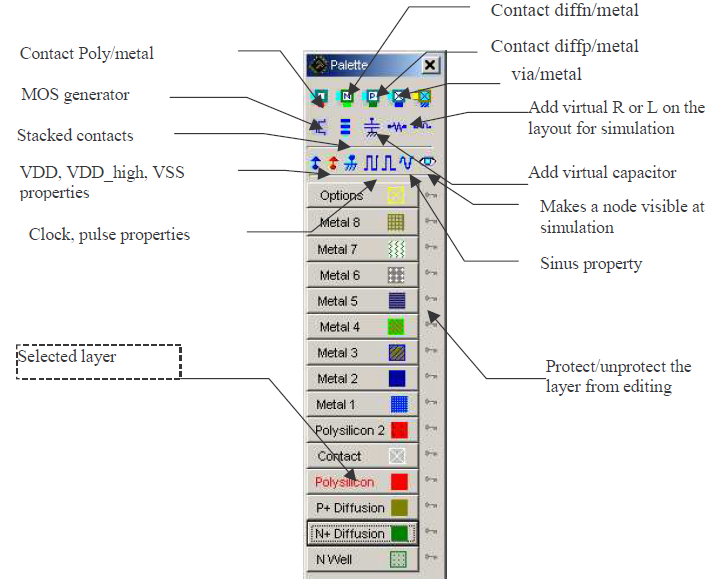 Contact diffn/metal
Contact Poly/metal
Contact diffp/metal
via/metal
MOS generator
Add virtual R or L on the
layout for simulation
Stacked contacts
VDD, VDD_high, VSS
properties
Add virtual capacitor
Makes a node visible at
simulation
Clock, pulse properties
Sinus property
Selected layer
Protect/unprotect the
layer from editing
Palette
N
P
Options
Metal 8
Metal 7
Metal 6
Metal 5
Metal 4
Metal 3
Metal 2
Metal 1
Polysilicon 2
Contact
Polysilicon
P+ Diffusion
N+ Diffusion
N Well